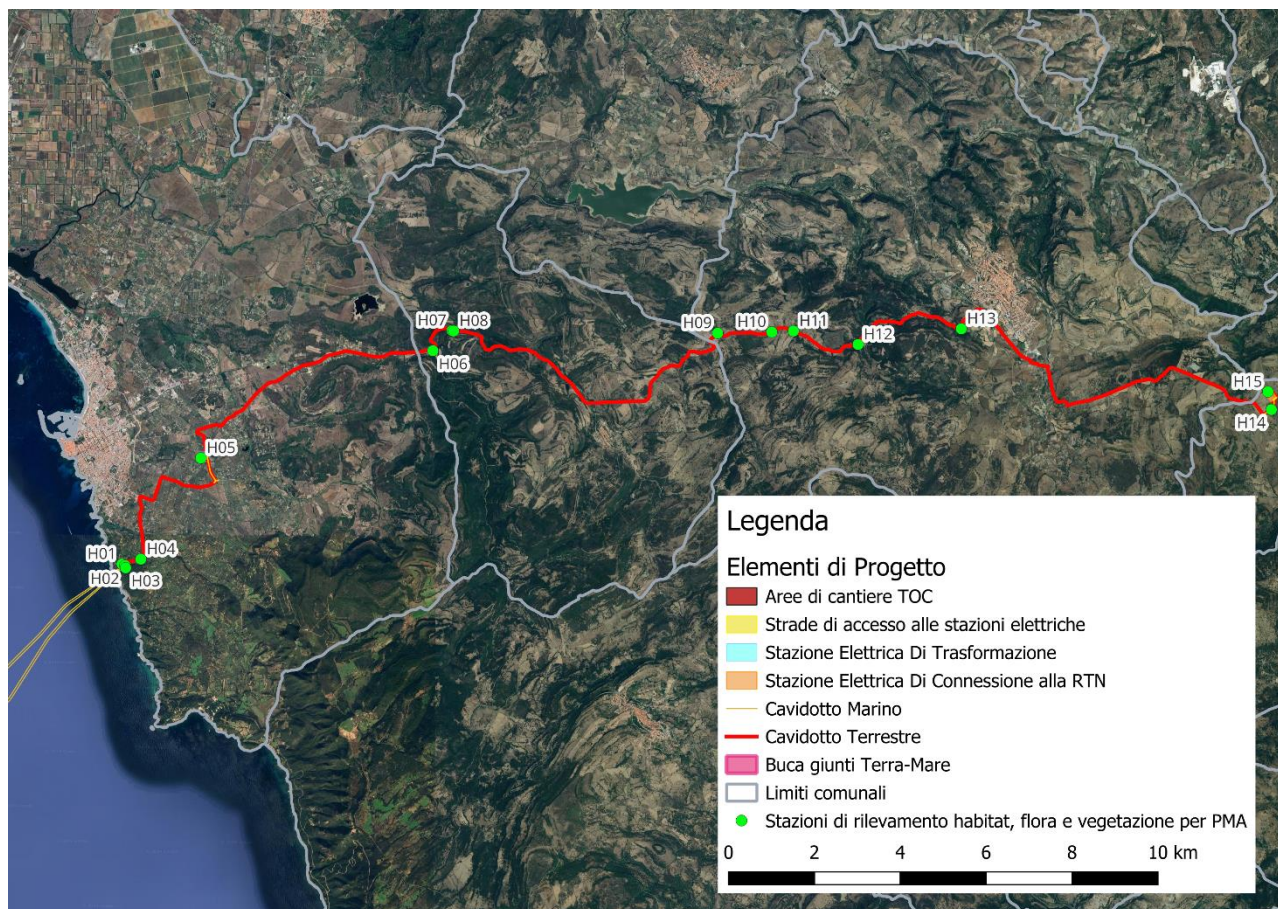 H07
H08
H06
H09
H10
H11
H12
H13
H15
H14
H05
H01
H04
H02
H03
Legenda
Elementi di Progetto
Aree di cantiere TOC
Strade di accesso alle stazioni elettriche
Stazione Elettrica Di Trasformazione
Stazione Elettrica Di Connessione alla RTN
Cavidotto Marino
Cavidotto Terrestre
Buca giunti Terra-Mare
Limiti comunali
Stazioni di rilevamento habitat, flora e vegetazione per PMA
0 2 4 6 8 10 km